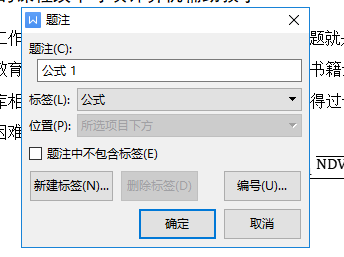 题注
题注(C):
公式 1
标签(L):
公式
位置(P):
所选项目下方
题注中不包含标签(E)
新建标签(N)...
删除标签(D)
编号(U)...
确定
取消
工作
题就是
教育
书籍
库相
得过
困难
NDV